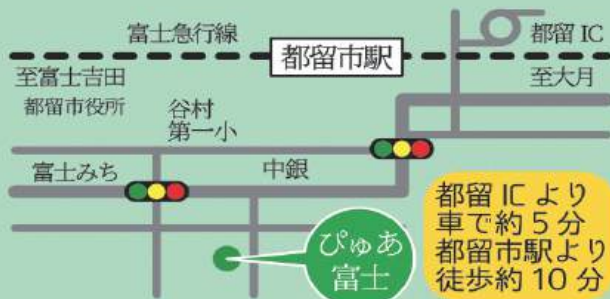 富士急行線
都留市駅
都留 IC
至富士吉田
至大月
都留市役所
谷村
第一小
富士みち
中銀
ぴゅあ
富士
都留 IC より
車で約 5 分
都留市駅より
徒歩約 10 分